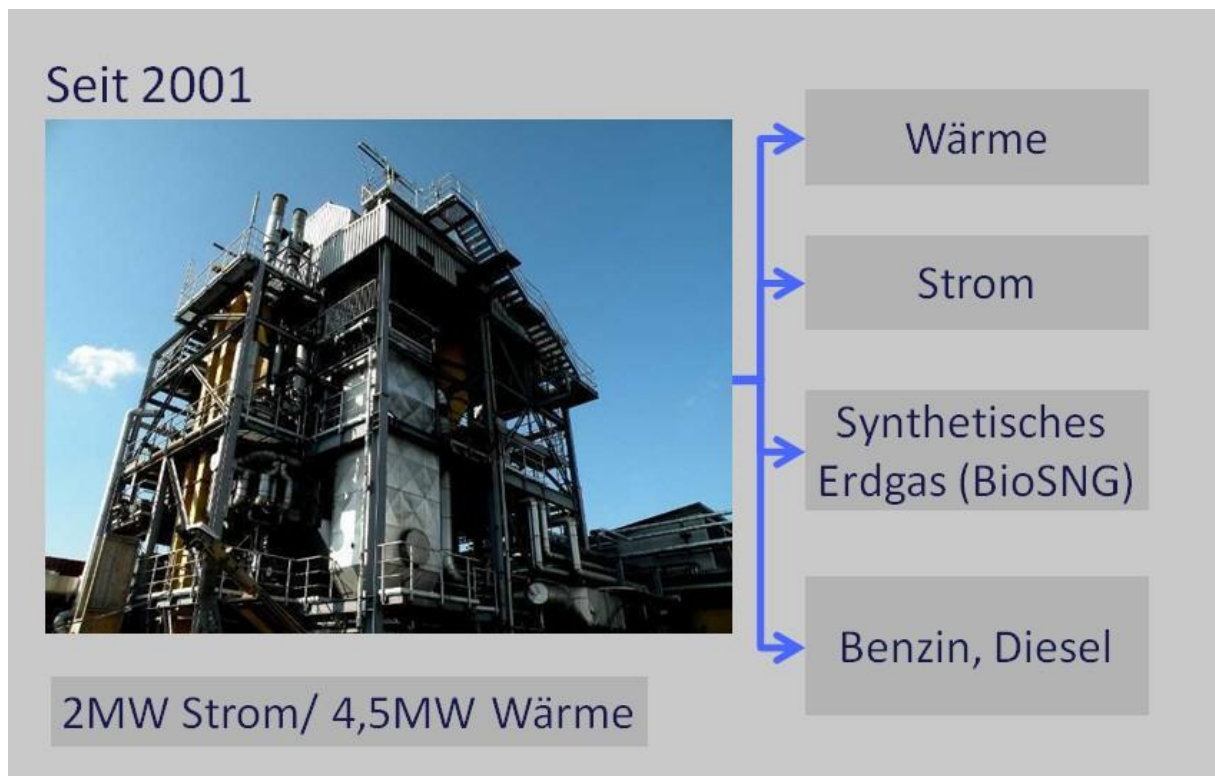 Seit 2001
Wärme
Strom
Synthetisches
Erdgas (BioSNG)
Benzin, Diesel
2MW Strom/ 4,5MW Wärme